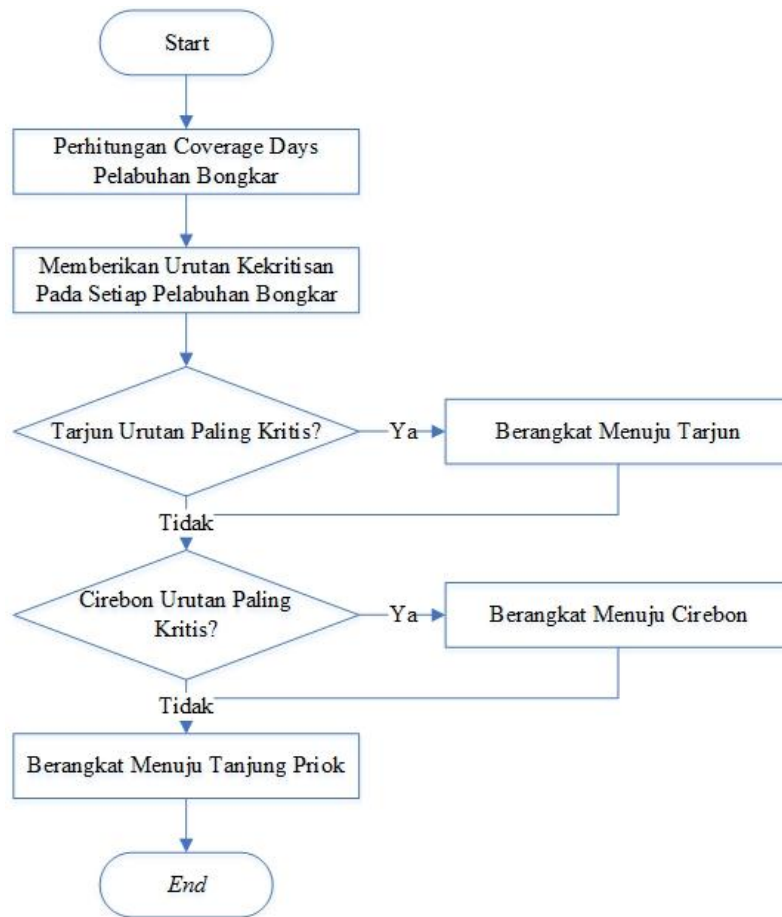 Start
Perhitungan Coverage Days
Pelabuhan Bongkar
Memberikan Urutan Kekritisan
Pada Setiap Pelabuhan Bongkar
Tarjun Urutan Paling Kritis?
Ya
Berangkat Menuju Tarjun
Tidak
Cirebon Urutan Paling
Kritis?
Ya
Berangkat Menuju Cirebon
Tidak
Berangkat Menuju Tanjung Priok
End